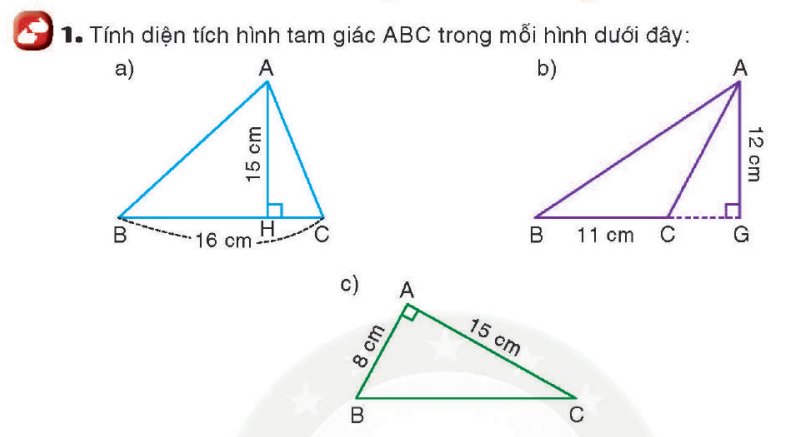 1. Tính diện tích hình tam giác ABC trong mỗi hình dưới đây:
a)
A
15 cm
B
H
C
16 cm
b)
A
12 cm
B
11 cm
C
G
c)
A
8 cm
15 cm
B
C